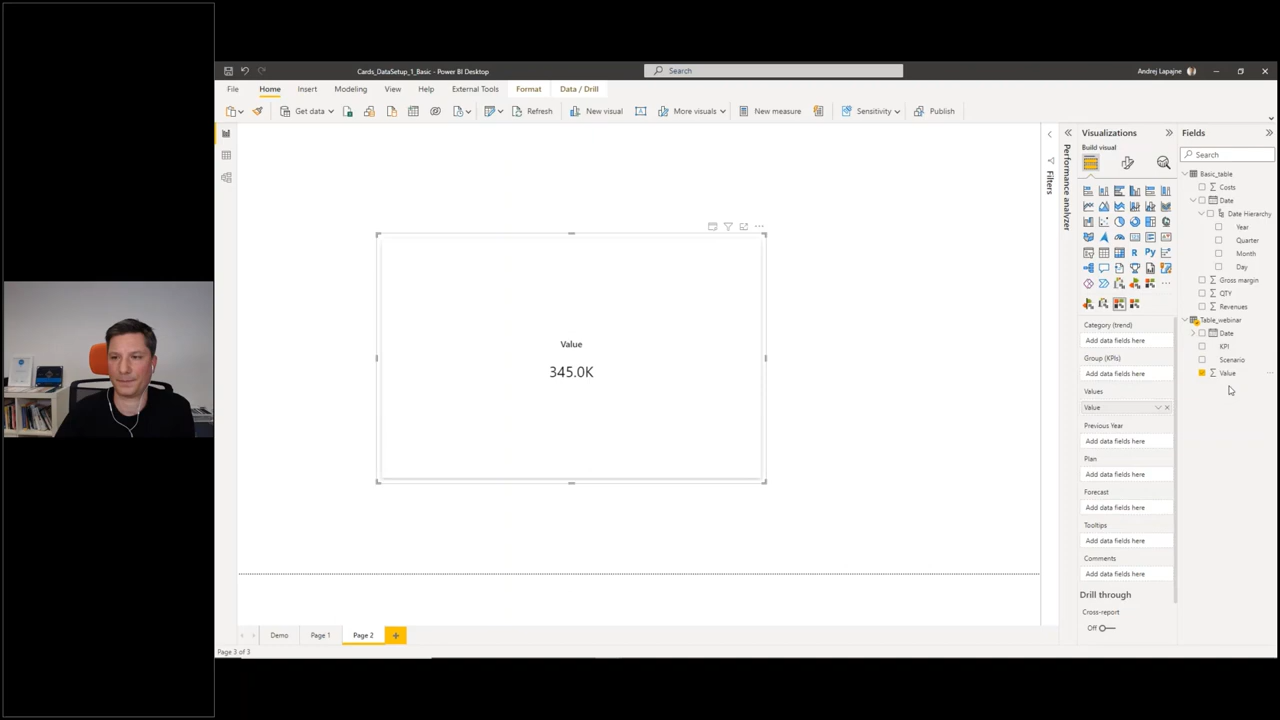 Cards_DataSetup_1_Basic - Power BI Desktop
Search
Andrej Lapajne
File
Home
Insert
Modeling
View
Help
External Tools
Format
Data / Drill
Get data
Refresh
New visual
More visuals
New measure
Sensitivity
Publish
Performance analyzer
Filters
Visualizations
Build visual
Category (trend)
Add data fields here
Group (KPIs)
Add data fields here
Values
Value
Previous Year
Add data fields here
Plan
Add data fields here
Forecast
Add data fields here
Tooltips
Add data fields here
Comments
Add data fields here
Drill through
Cross-report
Off
Fields
Search
Basic_table
Costs
Date
Date Hierarchy
Year
Quarter
Month
Day
Gross margin
QTY
Revenues
Table_webinar
Date
KPI
Scenario
Value
Value
345.0K
Demo
Page 1
Page 2
Page 3 of 3